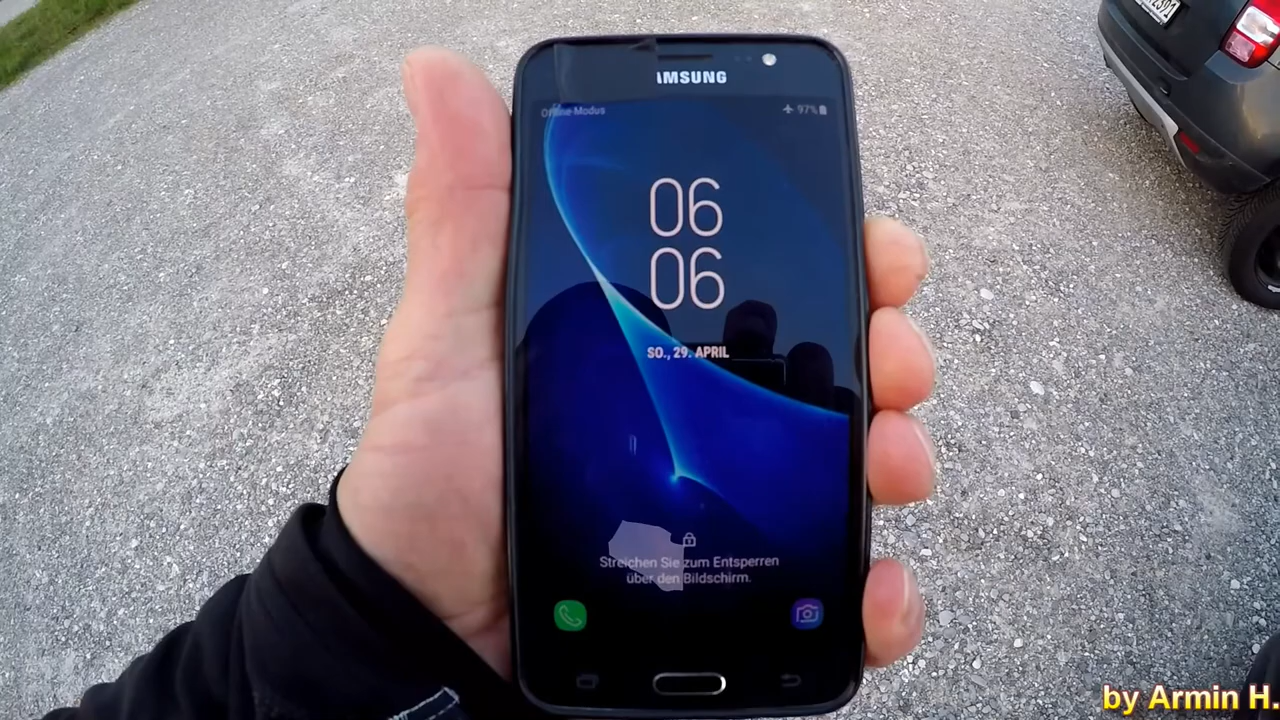 SAMSUNG
Offline-Modus
97%
06
06
SO., 29. APRIL
Streichen Sie zum Entsperren
über den Bildschirm.
by Armin H.